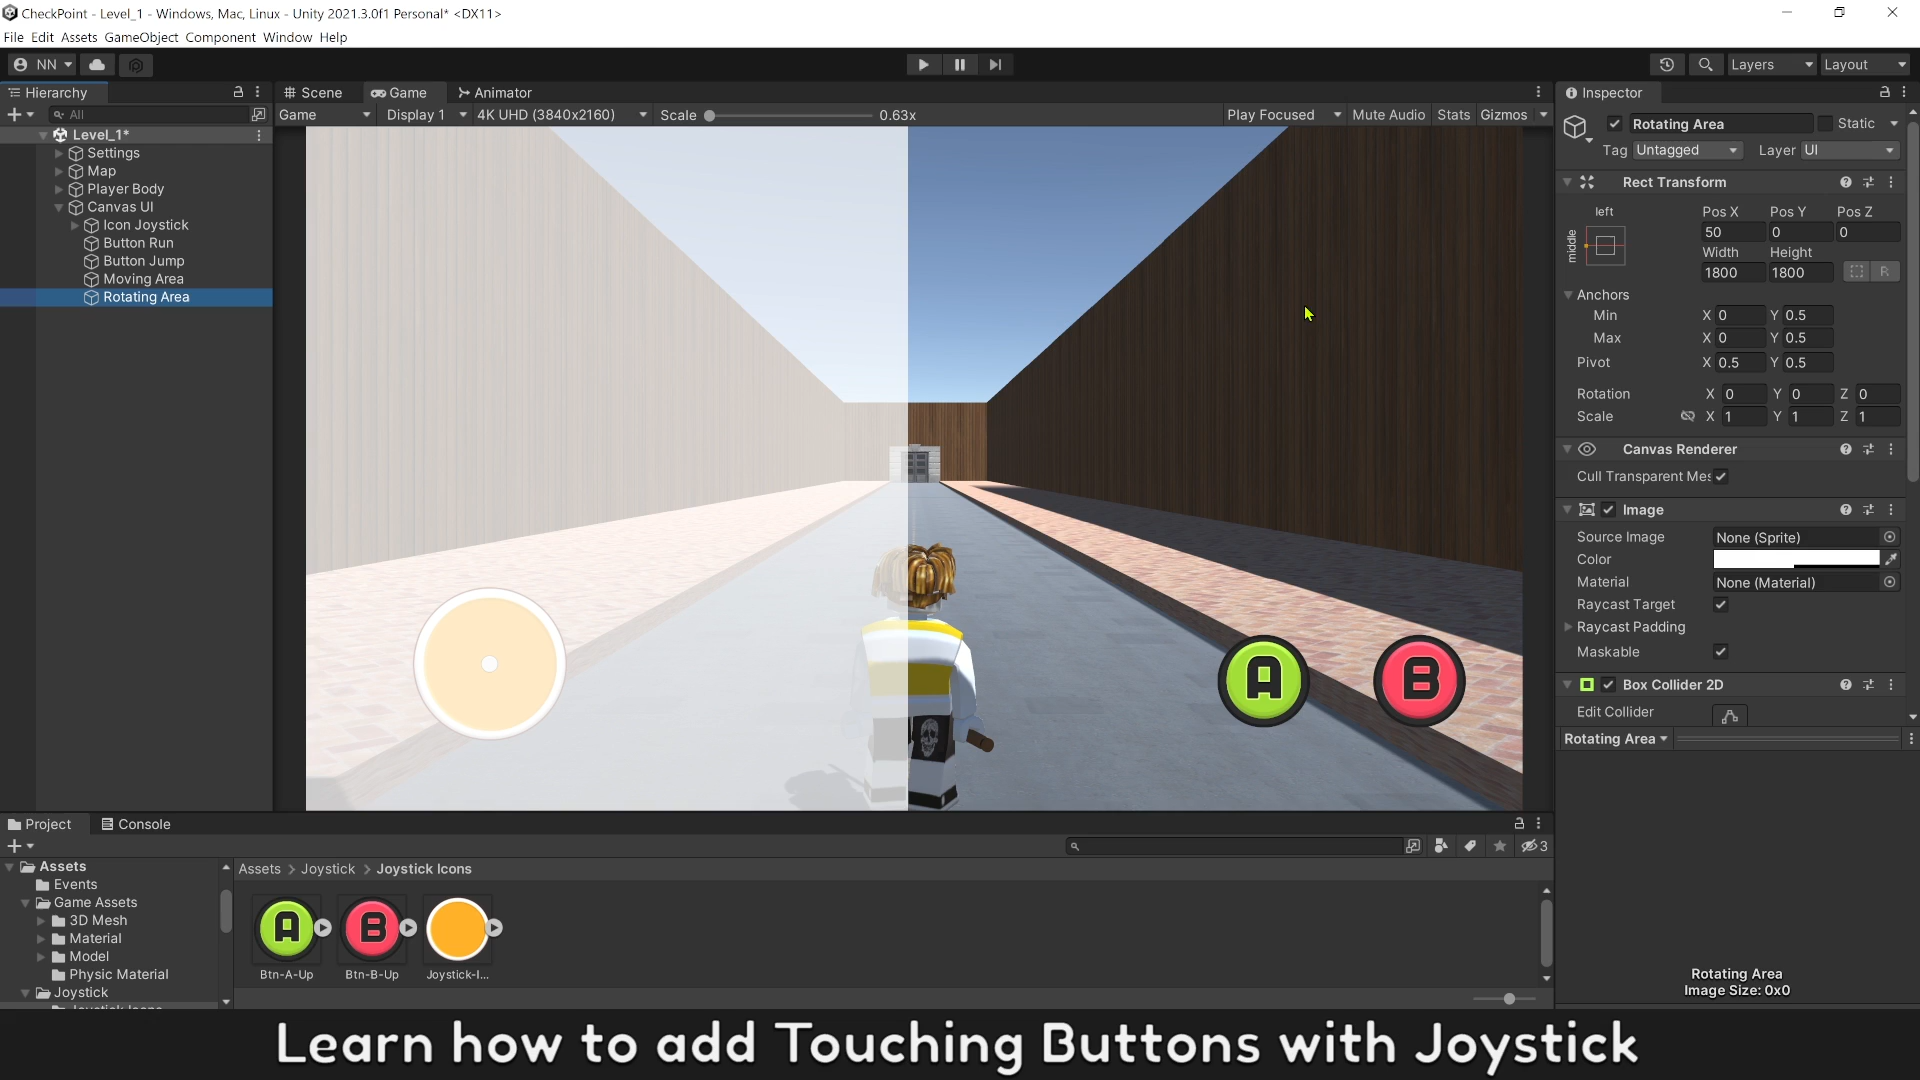 CheckPoint - Level_1 - Windows, Mac, Linux - Unity 2021.3.0f1 Personal* <DX11>
File Edit Assets GameObject Component Window Help
NN
Layers
Layout
Hierarchy
All
Level_1*
Settings
Map
Player Body
Canvas UI
Icon Joystick
Button Run
Button Jump
Moving Area
Rotating Area
Scene
Game
Animator
Game
Display 1
4K UHD (3840x2160)
Scale
0.63x
Play Focused
Mute Audio
Stats
Gizmos
A
B
Inspector
Rotating Area
Static
Tag Untagged
Layer UI
Rect Transform
left
middle
Pos X Pos Y Pos Z
50 0 0
Width Height
1800 1800
R
Anchors
Min X 0 Y 0.5
Max X 0 Y 0.5
Pivot X 0.5 Y 0.5
Rotation X 0 Y 0 Z 0
Scale X 1 Y 1 Z 1
Canvas Renderer
Cull Transparent Mes
Image
Source Image None (Sprite)
Color
Material None (Material)
Raycast Target
Raycast Padding
Maskable
Box Collider 2D
Edit Collider
Rotating Area
Rotating Area
Image Size: 0x0
Project
Console
3
Assets
Events
Game Assets
3D Mesh
Material
Model
Physic Material
Joystick
Assets > Joystick > Joystick Icons
A
B
Btn-A-Up
Btn-B-Up
Joystick-I...
Learn how to add Touching Buttons with Joystick